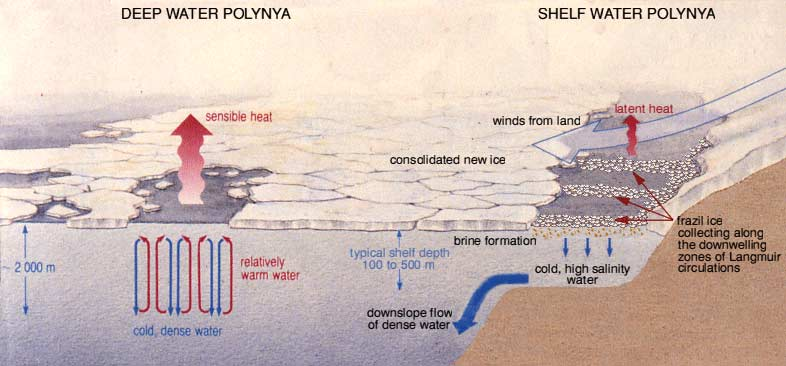 DEEP WATER POLYNYA
SHELF WATER POLYNYA
sensible heat
latent heat
winds from land
consolidated new ice
frazil ice
collecting along
the downwelling
zones of Langmuir
circulations
brine formation
~ 2 000 m
relatively
warm water
typical shelf depth
100 to 500 m
cold, high salinity
water
downslope flow
of dense water
cold, dense water